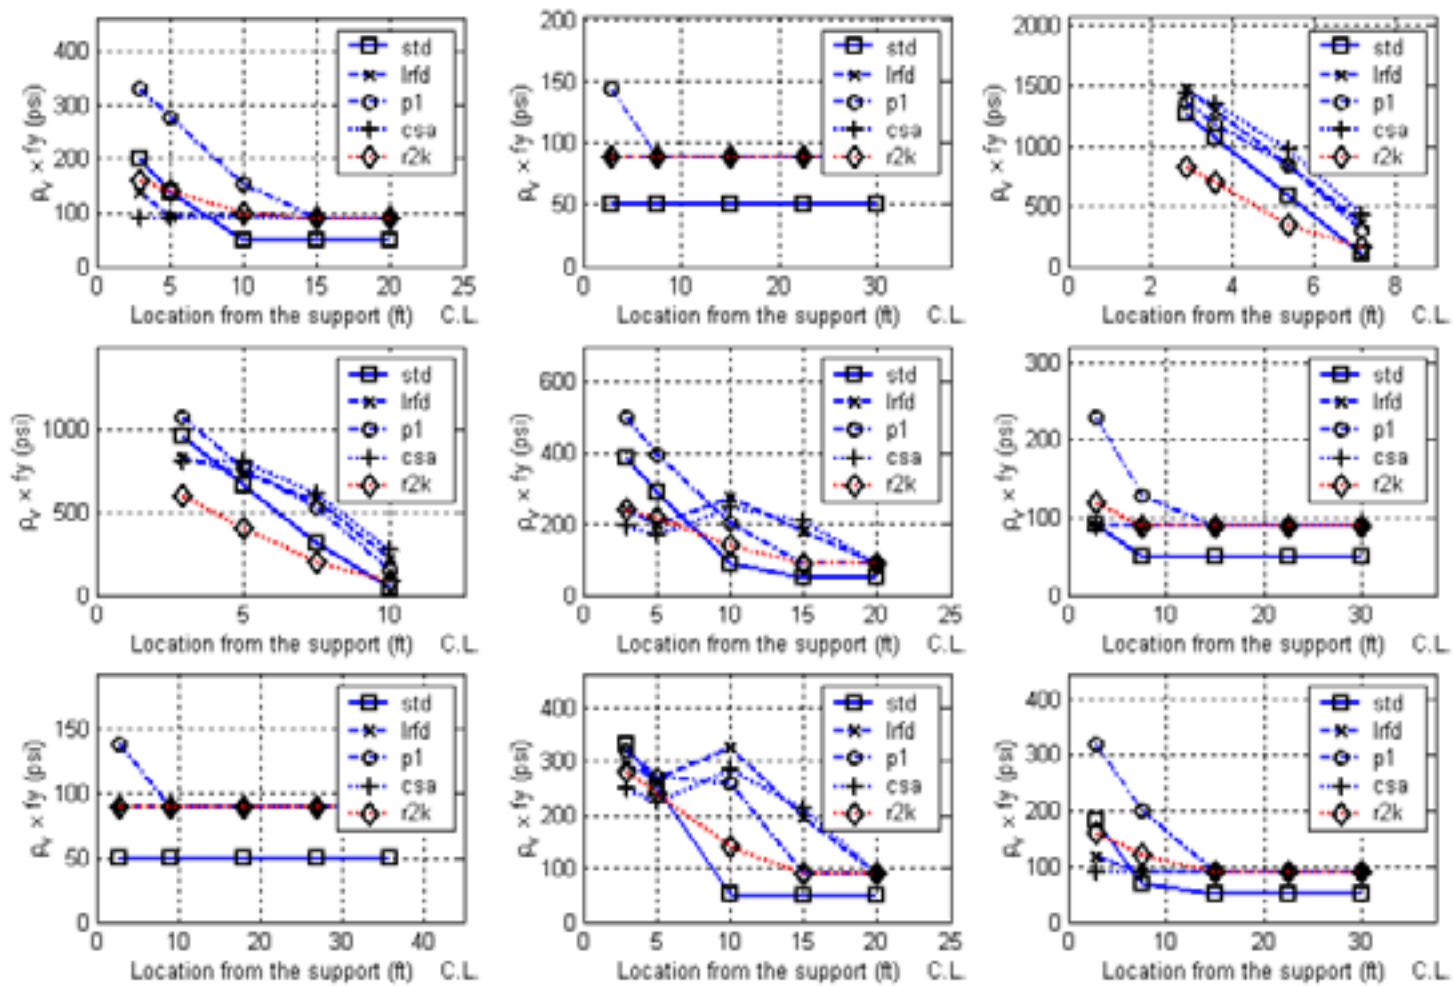 400
300
200
100
0
ρv × fy (psi)
std
lrfd
p1
csa
r2k
0 5 10 15 20 25
Location from the support (ft) C.L.
200
150
100
50
0
ρv × fy (psi)
std
lrfd
p1
csa
r2k
0 10 20 30
Location from the support (ft) C.L.
2000
1500
1000
500
0
ρv × fy (psi)
std
lrfd
p1
csa
r2k
0 2 4 6 8
Location from the support (ft) C.L.
1000
500
0
ρv × fy (psi)
std
lrfd
p1
csa
r2k
0 5 10
Location from the support (ft) C.L.
600
400
200
0
ρv × fy (psi)
std
lrfd
p1
csa
r2k
0 5 10 15 20 25
Location from the support (ft) C.L.
300
200
100
0
ρv × fy (psi)
std
lrfd
p1
csa
r2k
0 10 20 30
Location from the support (ft) C.L.
150
100
50
0
ρv × fy (psi)
std
lrfd
p1
csa
r2k
0 10 20 30 40
Location from the support (ft) C.L.
400
300
200
100
0
ρv × fy (psi)
std
lrfd
p1
csa
r2k
0 5 10 15 20 25
Location from the support (ft) C.L.
400
300
200
100
0
ρv × fy (psi)
std
lrfd
p1
csa
r2k
0 10 20 30
Location from the support (ft) C.L.